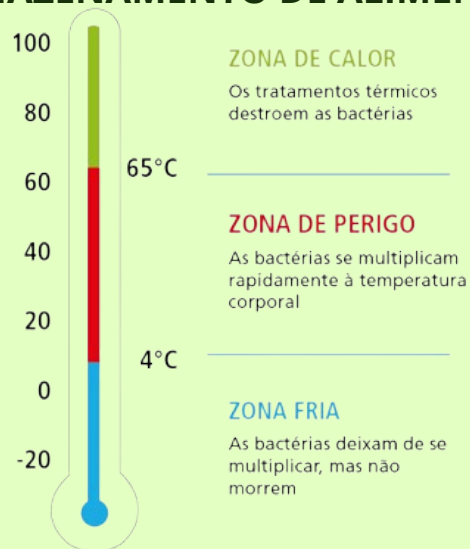 DE
100
ZONA DE CALOR
Os tratamentos térmicos
destroem as bactérias
80
65°C
60
ZONA DE PERIGO
As bactérias se multiplicam
rapidamente à temperatura
corporal
40
20
4°C
0
ZONA FRIA
As bactérias deixam de se
multiplicar, mas não
morrem
-20